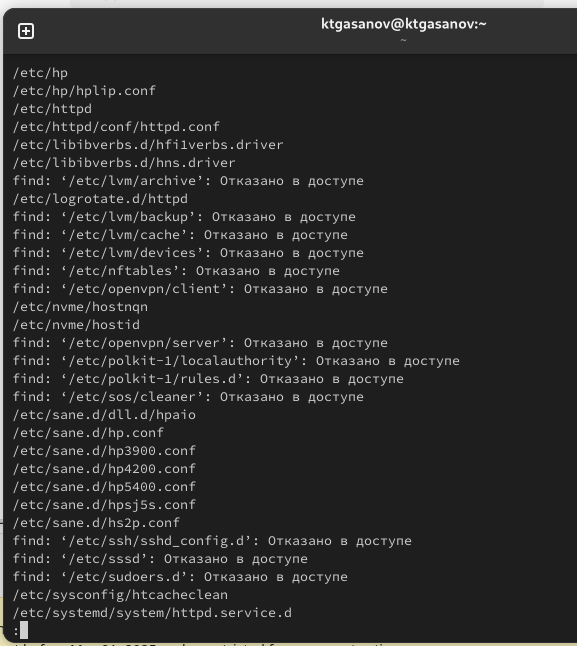 ktgasanov@ktgasanov:~
~
/etc/hp
/etc/hp/hplip.conf
/etc/httpd
/etc/httpd/conf/httpd.conf
/etc/libibverbs.d/hfi1verbs.driver
/etc/libibverbs.d/hns.driver
find: ‘/etc/lvm/archive’: Отказано в доступе
/etc/logrotate.d/httpd
find: ‘/etc/lvm/backup’: Отказано в доступе
find: ‘/etc/lvm/cache’: Отказано в доступе
find: ‘/etc/lvm/devices’: Отказано в доступе
find: ‘/etc/nftables’: Отказано в доступе
find: ‘/etc/openvpn/client’: Отказано в доступе
/etc/nvme/hostnqn
/etc/nvme/hostid
find: ‘/etc/openvpn/server’: Отказано в доступе
find: ‘/etc/polkit-1/localauthority’: Отказано в доступе
find: ‘/etc/polkit-1/rules.d’: Отказано в доступе
find: ‘/etc/sos/cleaner’: Отказано в доступе
/etc/sane.d/dll.d/hpaio
/etc/sane.d/hp.conf
/etc/sane.d/hp3900.conf
/etc/sane.d/hp4200.conf
/etc/sane.d/hp5400.conf
/etc/sane.d/hpsj5s.conf
/etc/sane.d/hs2p.conf
find: ‘/etc/ssh/sshd_config.d’: Отказано в доступе
find: ‘/etc/sssd’: Отказано в доступе
find: ‘/etc/sudoers.d’: Отказано в доступе
/etc/sysconfig/htcacheclean
/etc/systemd/system/httpd.service.d
: